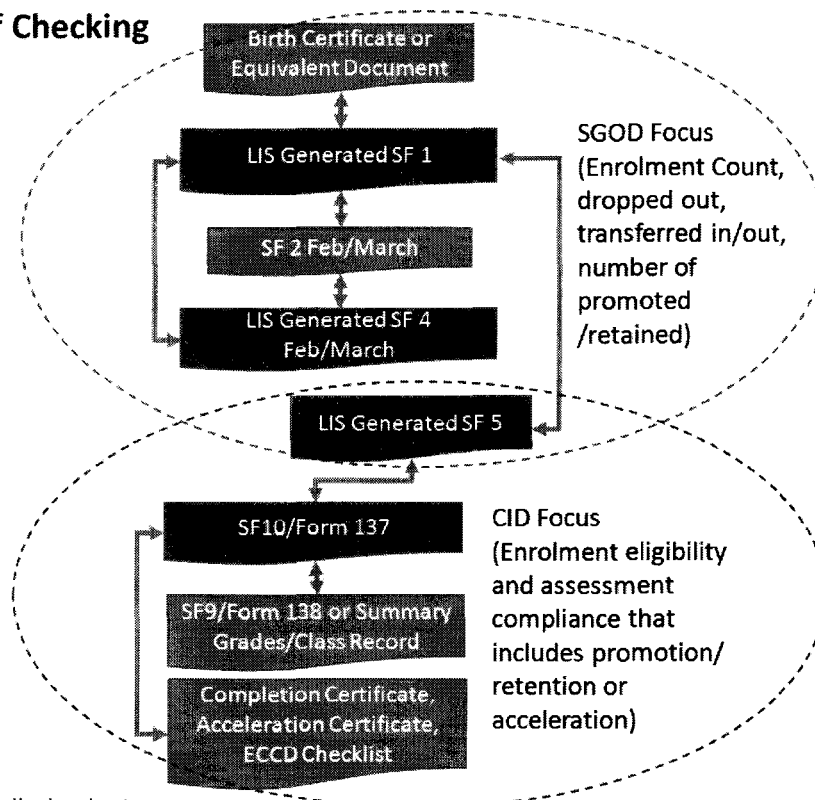 Checking
Birth Certificate or
Equivalent Document
LIS Generated SF 1
SF 2 Feb/March
LIS Generated SF 4
Feb/March
SGOD Focus
(Enrolment Count,
dropped out,
transferred in/out,
number of
promoted
/retained)
LIS Generated SF 5
SF10/Form 137
SF9/Form 138 or Summary
Grades/Class Record
Completion Certificate,
Acceleration Certificate,
ECCD Checklist
CID Focus
(Enrolment eligibility
and assessment
compliance that
includes promotion/
retention or
acceleration)